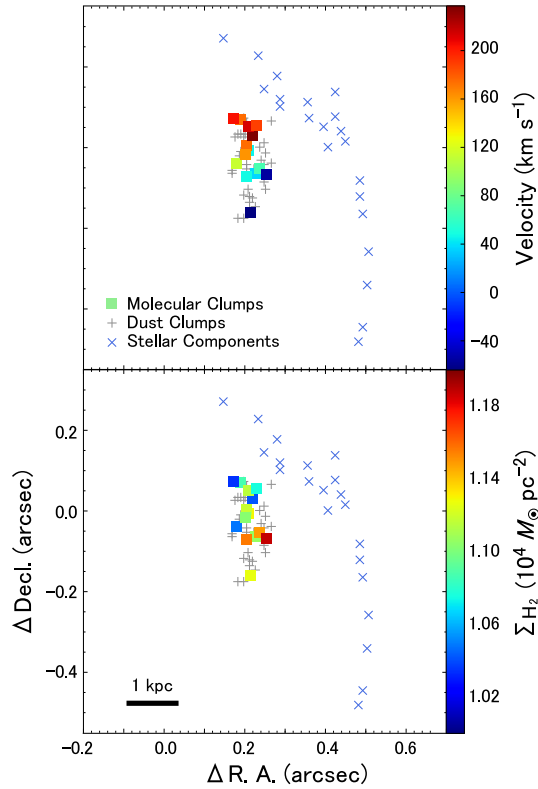 200
160
120
80
40
0
−40
Velocity (km s⁻¹)
Molecular Clumps
Dust Clumps
Stellar Components
0.2
0.0
−0.2
−0.4
Δ Decl. (arcsec)
1 kpc
−0.2
0.0
0.2
0.4
0.6
Δ R. A. (arcsec)
1.18
1.14
1.10
1.06
1.02
Σ_H₂ (10⁴ M☉ pc⁻²)